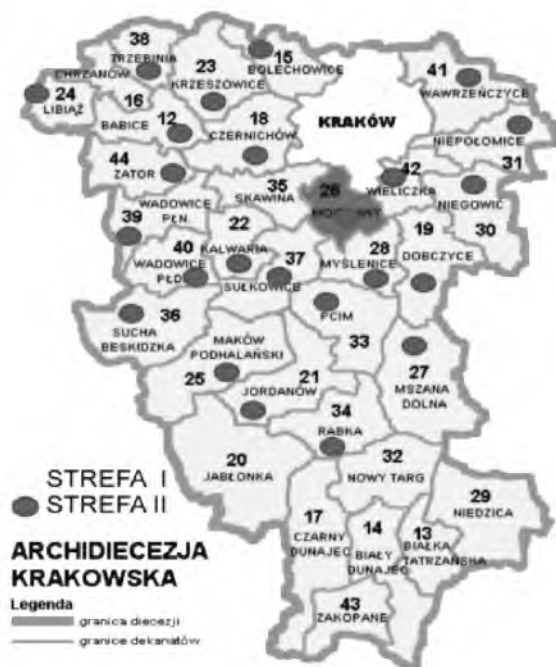 38
TRZEBINIA
CHRZANÓW
23
KRZESZOWICE
15
BOLECHOWICE
41
WAWRZEŃCZYCE
24
LIBIĄŻ
16
BABICE
12
18
CZERNICHÓW
KRAKÓW
NIEPOŁOMICE
31
44
ZATOR
35
SKAWINA
26
42
WIELICZKA
NIEGOWIĆ
30
WADOWICE
PŁN.
39
22
KALWARIA
19
DOBCZYCE
40
WADOWICE
PŁD.
37
SUŁKOWICE
28
MYŚLENICE
36
SUCHA
BESKIDZKA
PCIM
33
MAKÓW
PODHALAŃSKI
25
21
JORDANÓW
27
MSZANA
DOLNA
34
RABKA
20
JABŁONKA
32
NOWY TARG
29
NIEDZICA
17
CZARNY
DUNAJEC
14
BIAŁY
DUNAJEC
13
BIAŁKA
TATRZAŃSKA
43
ZAKOPANE
STREFA I
STREFA II
ARCHIDIECEZJA
KRAKOWSKA
Legenda
granica diecezji
granice dekanatów